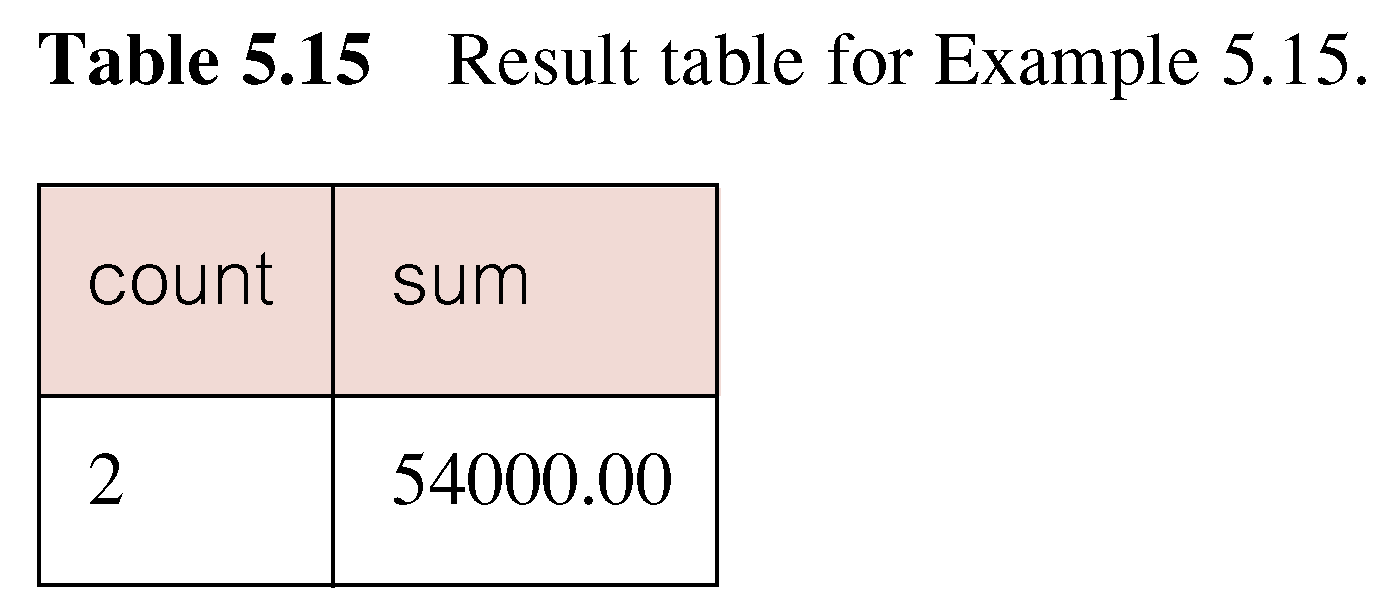 Table 5.15 Result table for Example 5.15.
count sum
2 54000.00